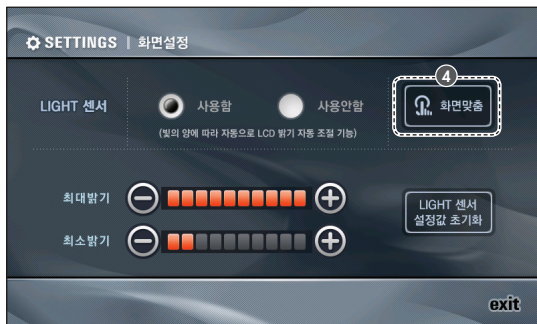 SETTINGS | 화면설정
4
LIGHT 센서
사용함
사용안함
화면맞춤
(빛의 양에 따라 자동으로 LCD 밝기 자동 조절 기능)
최대밝기
LIGHT 센서
설정값 초기화
최소밝기
exit